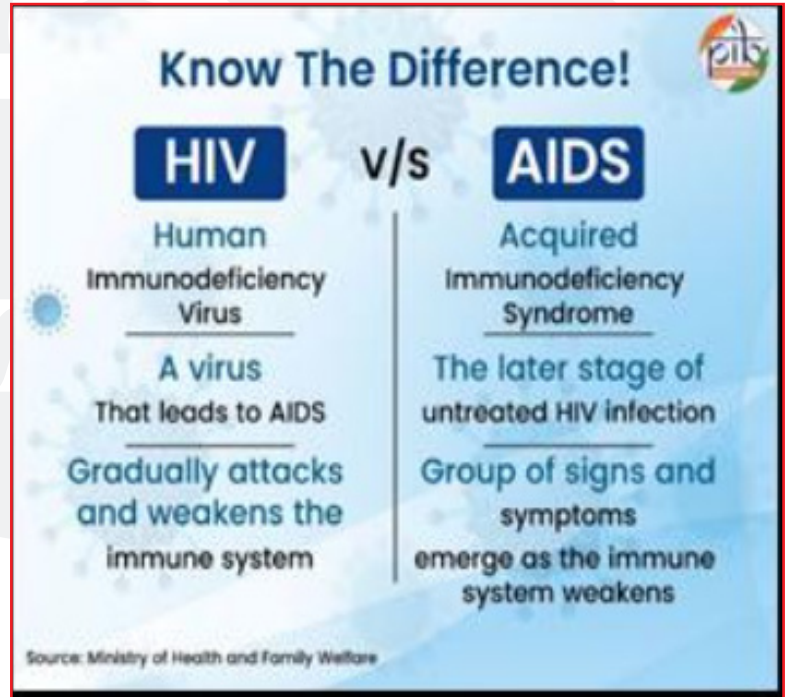 Know The Difference!
pib
HIV v/s AIDS
Human
Immunodeficiency
Virus
A virus
That leads to AIDS
Gradually attacks
and weakens the
immune system
Acquired
Immunodeficiency
Syndrome
The later stage of
untreated HIV infection
Group of signs and
symptoms
emerge as the immune
system weakens
Source: Ministry of Health and Family Welfare